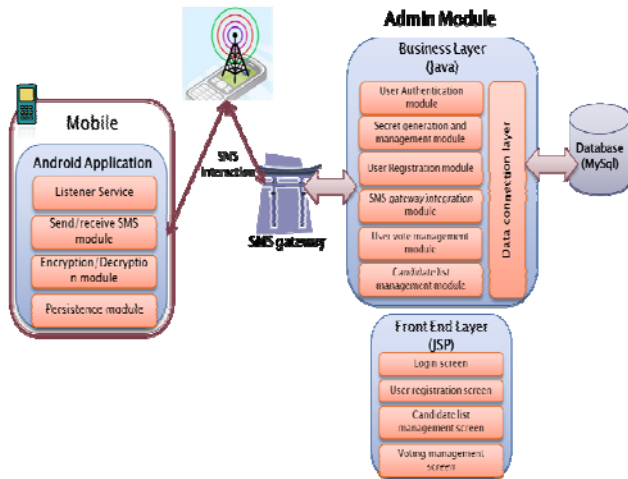 Admin Module
Business Layer
(Java)
User Authentication
module
Secret generation and
management module
User Registration module
SMS gateway integration
module
User vote management
module
Candidate list
management module
Data connection layer
Database
(MySql)
Mobile
Android Application
Listener Service
Send/receive SMS
module
Encryption/Decryptio
n module
Persistence module
SMS
Interaction
SMS gateway
Front End Layer
(JSP)
Login screen
User registration screen
Candidate list
management screen
Voting management
screen